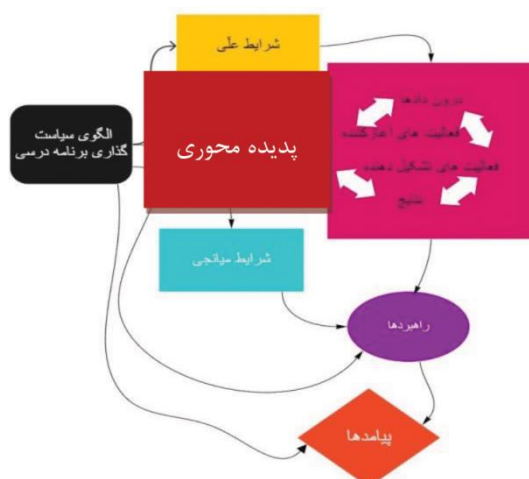 شرایط علّی
الگوی سیاست
گذاری برنامه درسی
پدیده محوری
درون دادها
فعالیت های آغازکننده
فعالیت های تشکیل دهنده
نتایج
شرایط میانجی
راهبردها
پیامدها